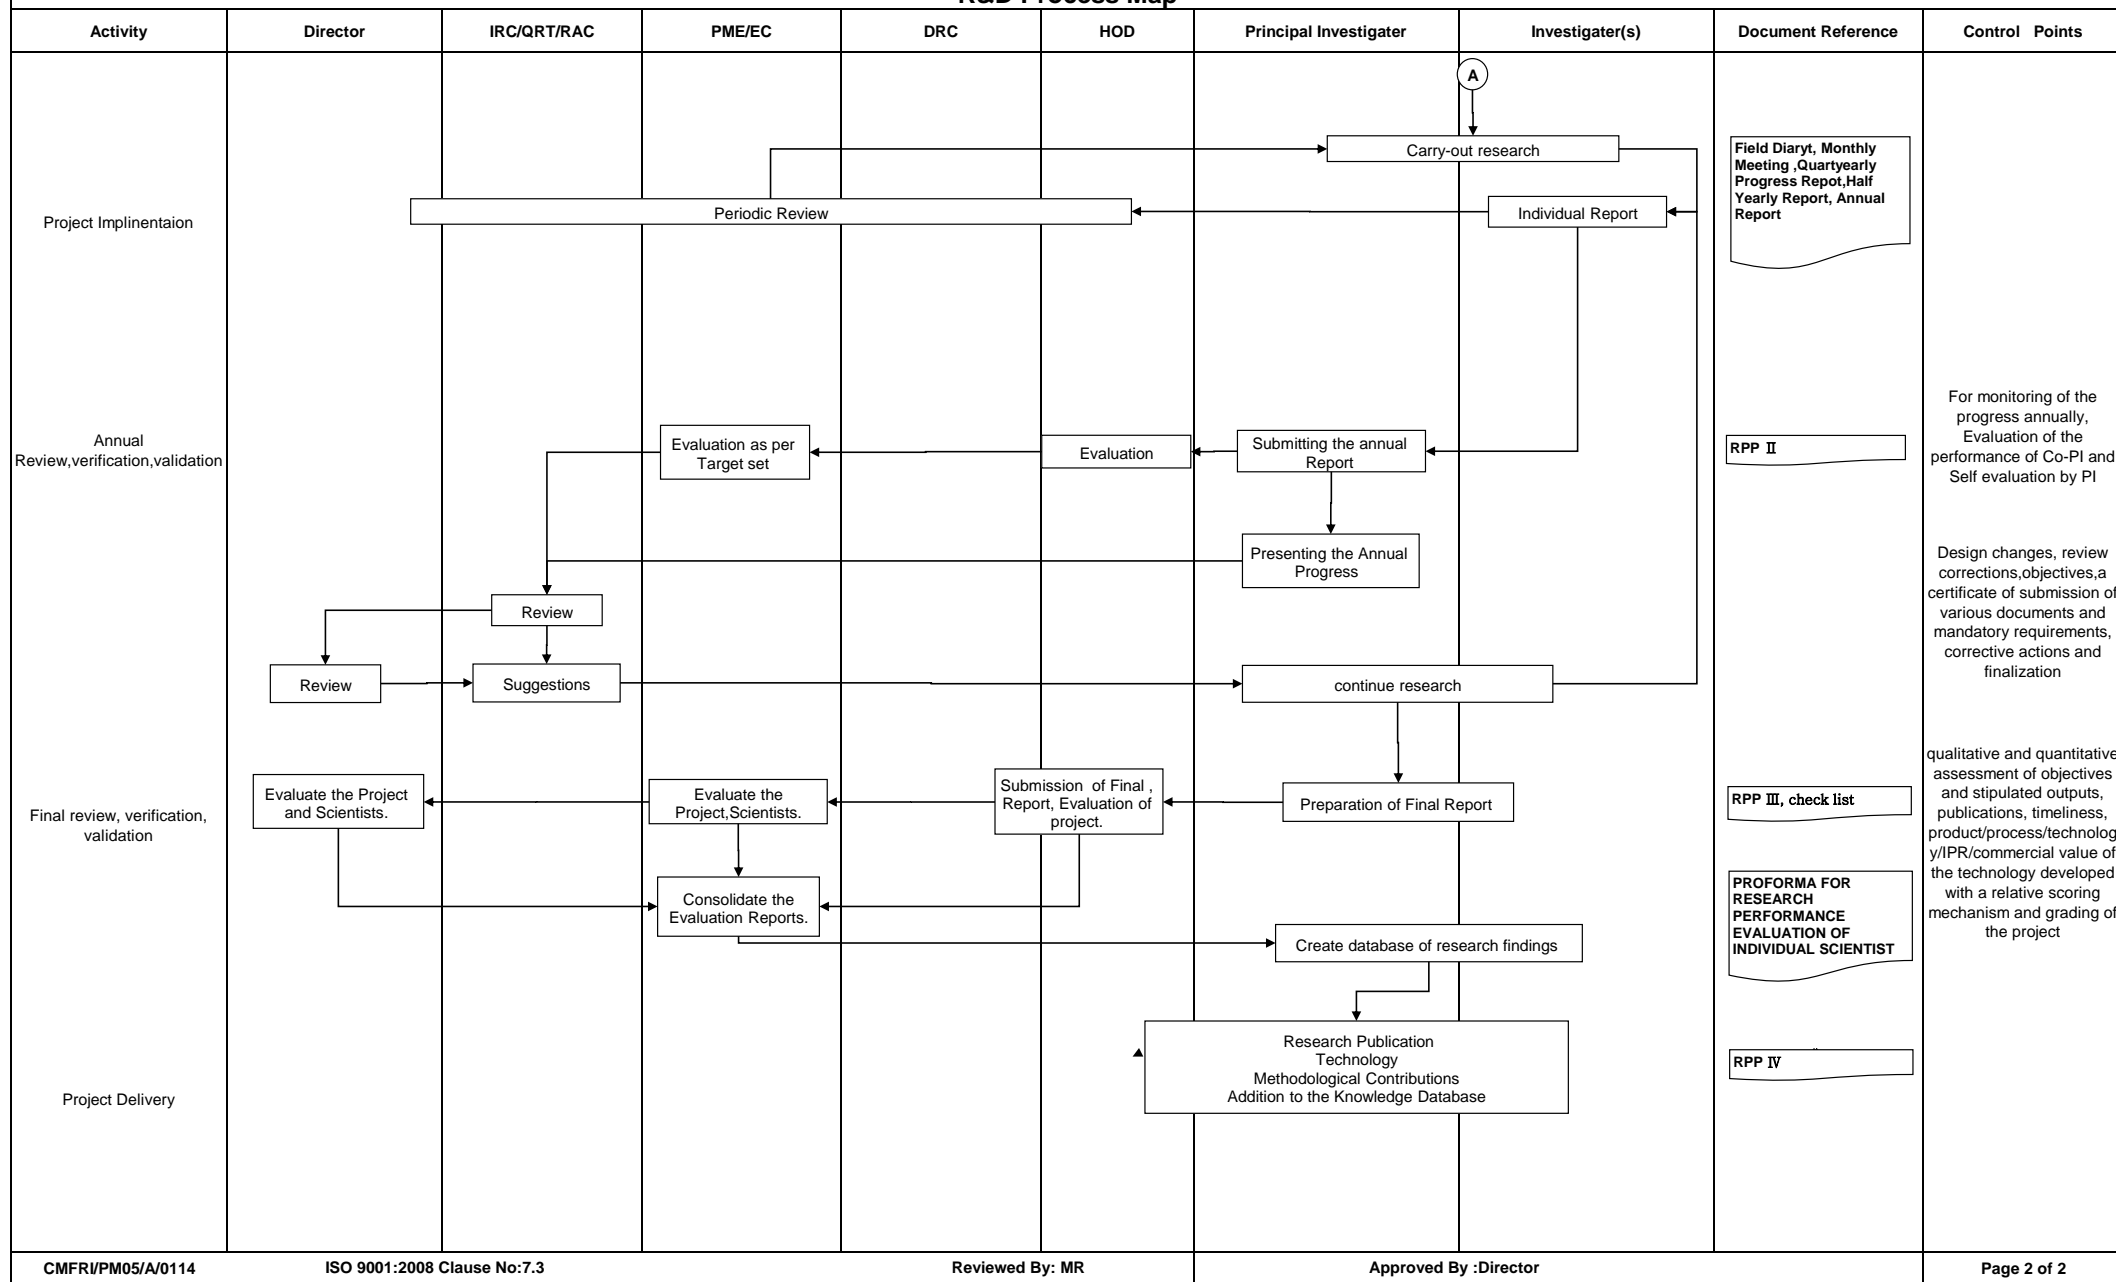 R&D Process Map
Activity
Director
IRC/QRT/RAC
PME/EC
DRC
HOD
Principal Investigater
Investigater(s)
Document Reference
Control Points
A
Carry-out research
Field Diaryt, Monthly
Meeting ,Quartyearly
Progress Repot,Half
Yearly Report, Annual
Report
Project Implinentaion
Periodic Review
Individual Report
Annual
Review,verification,validation
Evaluation as per
Target set
Evaluation
Submitting the annual
Report
RPP II
For monitoring of the
progress annually,
Evaluation of the
performance of Co-PI and
Self evaluation by PI
Presenting the Annual
Progress
Review
Review
Suggestions
continue research
Design changes, review
corrections,objectives,a
certificate of submission of
various documents and
mandatory requirements,
corrective actions and
finalization
Final review, verification,
validation
Evaluate the Project
and Scientists.
Evaluate the
Project,Scientists.
Submission of Final ,
Report, Evaluation of
project.
Preparation of Final Report
RPP III, check list
qualitative and quantitative
assessment of objectives
and stipulated outputs,
publications, timeliness,
product/process/technolog
y/IPR/commercial value of
the technology developed
with a relative scoring
mechanism and grading of
the project
Consolidate the
Evaluation Reports.
PROFORMA FOR
RESEARCH
PERFORMANCE
EVALUATION OF
INDIVIDUAL SCIENTIST
Create database of research findings
Project Delivery
Research Publication
Technology
Methodological Contributions
Addition to the Knowledge Database
RPP IV
CMFRI/PM05/A/0114
ISO 9001:2008 Clause No:7.3
Reviewed By: MR
Approved By :Director
Page 2 of 2